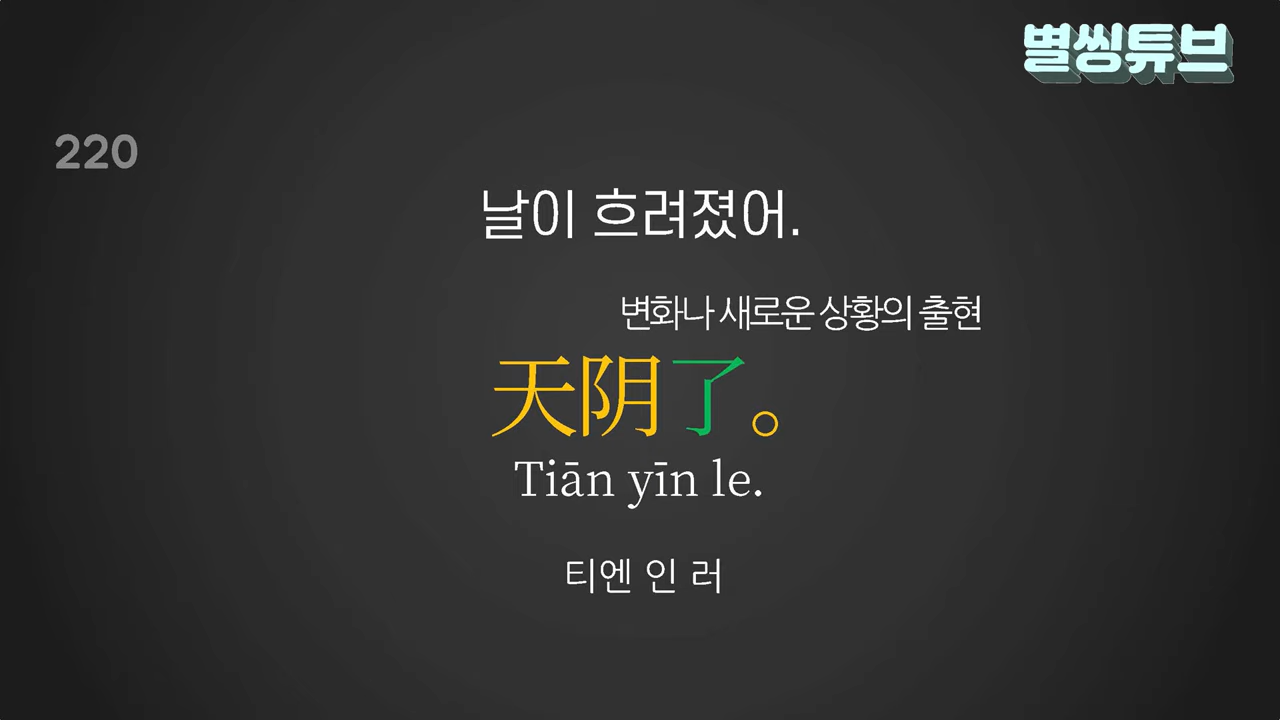 별씽튜브
220
날이 흐려졌어.
변화나 새로운 상황의 출현
天阴了。
Tiān yīn le.
티엔 인 러